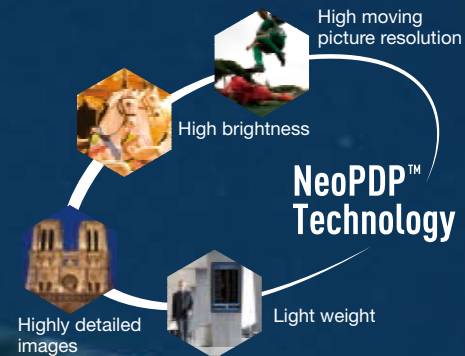 High moving
picture resolution
High brightness
NeoPDP™
Technology
Light weight
Highly detailed
images